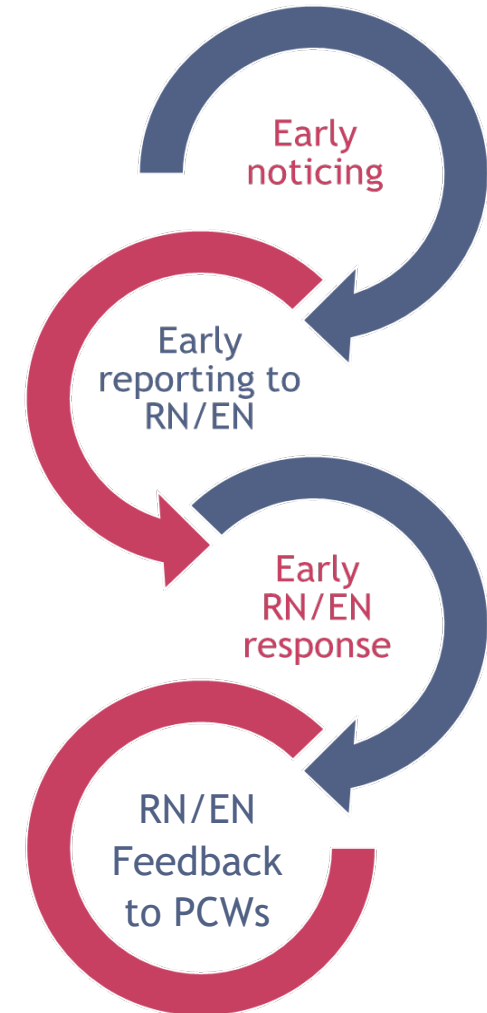 Early
noticing
Early
reporting to
RN/EN
Early
RN/EN
response
RN/EN
Feedback
to PCWs